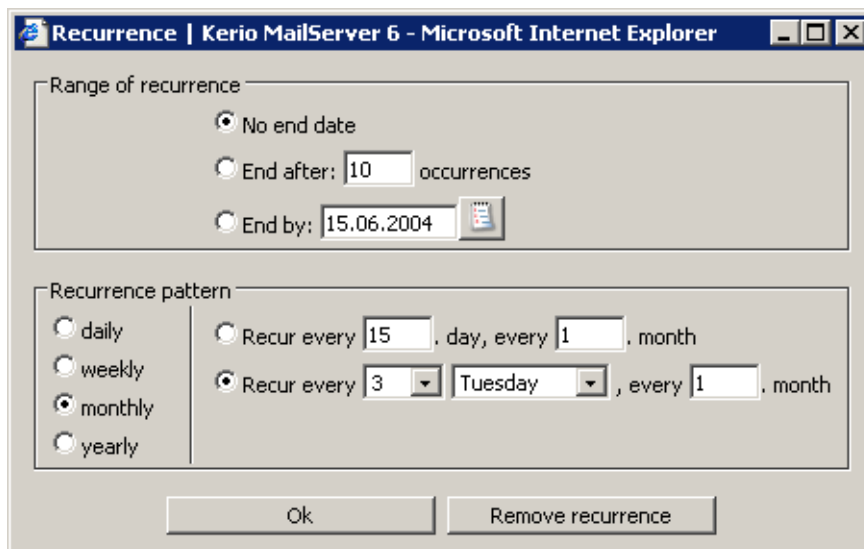 Recurrence | Kerio MailServer 6 - Microsoft Internet Explorer
Range of recurrence
No end date
End after: 10 occurrences
End by: 15.06.2004
Recurrence pattern
daily
weekly
monthly
yearly
Recur every 15 . day, every 1 . month
Recur every 3 Tuesday , every 1 . month
Ok
Remove recurrence